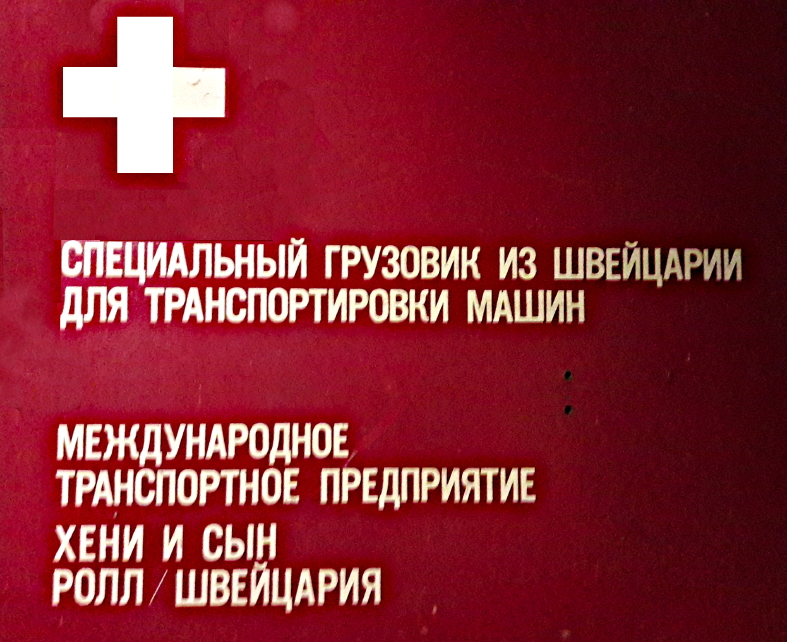 СПЕЦИАЛЬНЫЙ ГРУЗОВИК ИЗ ШВЕЙЦАРИИ
ДЛЯ ТРАНСПОРТИРОВКИ МАШИН
МЕЖДУНАРОДНОЕ
ТРАНСПОРТНОЕ ПРЕДПРИЯТИЕ
ХЕНИ И СЫН
РОЛЛ / ШВЕЙЦАРИЯ